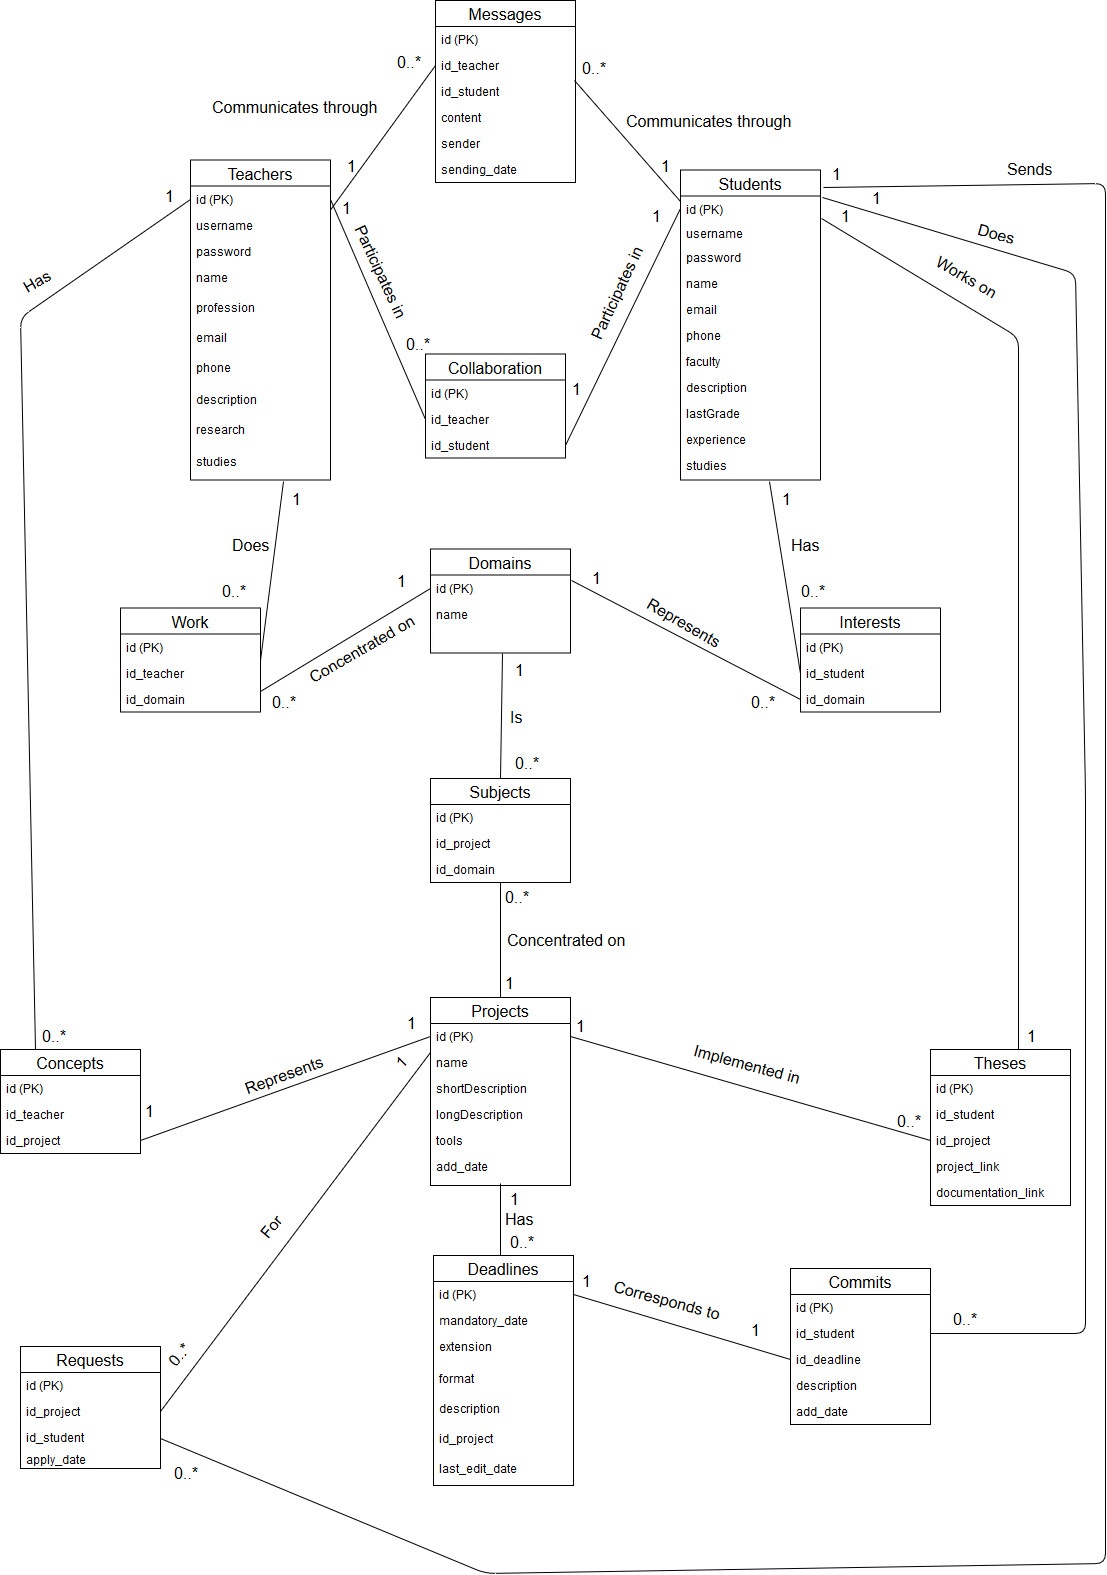 Messages
id (PK)
id_teacher
id_student
content
sender
sending_date
0..*
0..*
Communicates through
Communicates through
1
1
Teachers
id (PK)
username
password
name
profession
email
phone
description
research
studies
1
1
Participates in
0..*
Has
Students
id (PK)
username
password
name
email
phone
faculty
description
lastGrade
experience
studies
1
Sends
1
Does
1
Works on
1
Participates in
1
Collaboration
id (PK)
id_teacher
id_student
1
Does
0..*
1
Has
0..*
Domains
id (PK)
name
1
Concentrated on
0..*
1
Represents
0..*
Work
id (PK)
id_teacher
id_domain
Interests
id (PK)
id_student
id_domain
1
Is
0..*
Subjects
id (PK)
id_project
id_domain
0..*
Concentrated on
1
Projects
id (PK)
name
shortDescription
longDescription
tools
add_date
0..*
Concepts
id (PK)
id_teacher
id_project
1
Represents
1
1
For
0..*
1
Implemented in
0..*
1
Theses
id (PK)
id_student
id_project
project_link
documentation_link
1
Has
0..*
Deadlines
id (PK)
mandatory_date
extension
format
description
id_project
last_edit_date
1
Corresponds to
1
Commits
id (PK)
id_student
id_deadline
description
add_date
0..*
Requests
id (PK)
id_project
id_student
apply_date
0..*